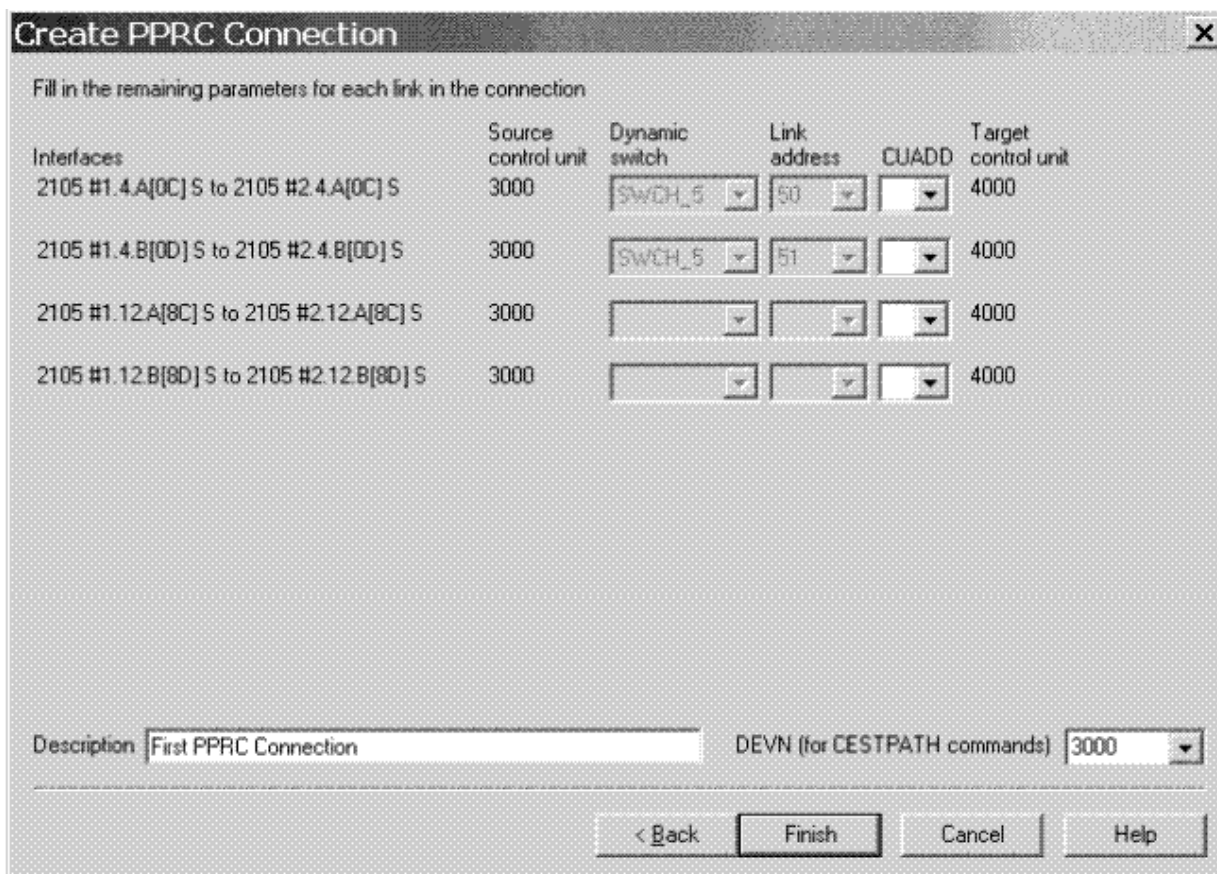 Create PPRC Connection
Fill in the remaining parameters for each link in the connection
Interfaces Source control unit Dynamic switch Link address CUADD Target control unit
2105 #1.4.A[0C] S to 2105 #2.4.A[0C] S 3000 SWCH_5 50 4000
2105 #1.4.B[0D] S to 2105 #2.4.B[0D] S 3000 SWCH_5 51 4000
2105 #1.12.A[8C] S to 2105 #2.12.A[8C] S 3000 4000
2105 #1.12.B[8D] S to 2105 #2.12.B[8D] S 3000 4000
Description First PPRC Connection DEVN (for CESTPATH commands) 3000
< Back Finish Cancel Help